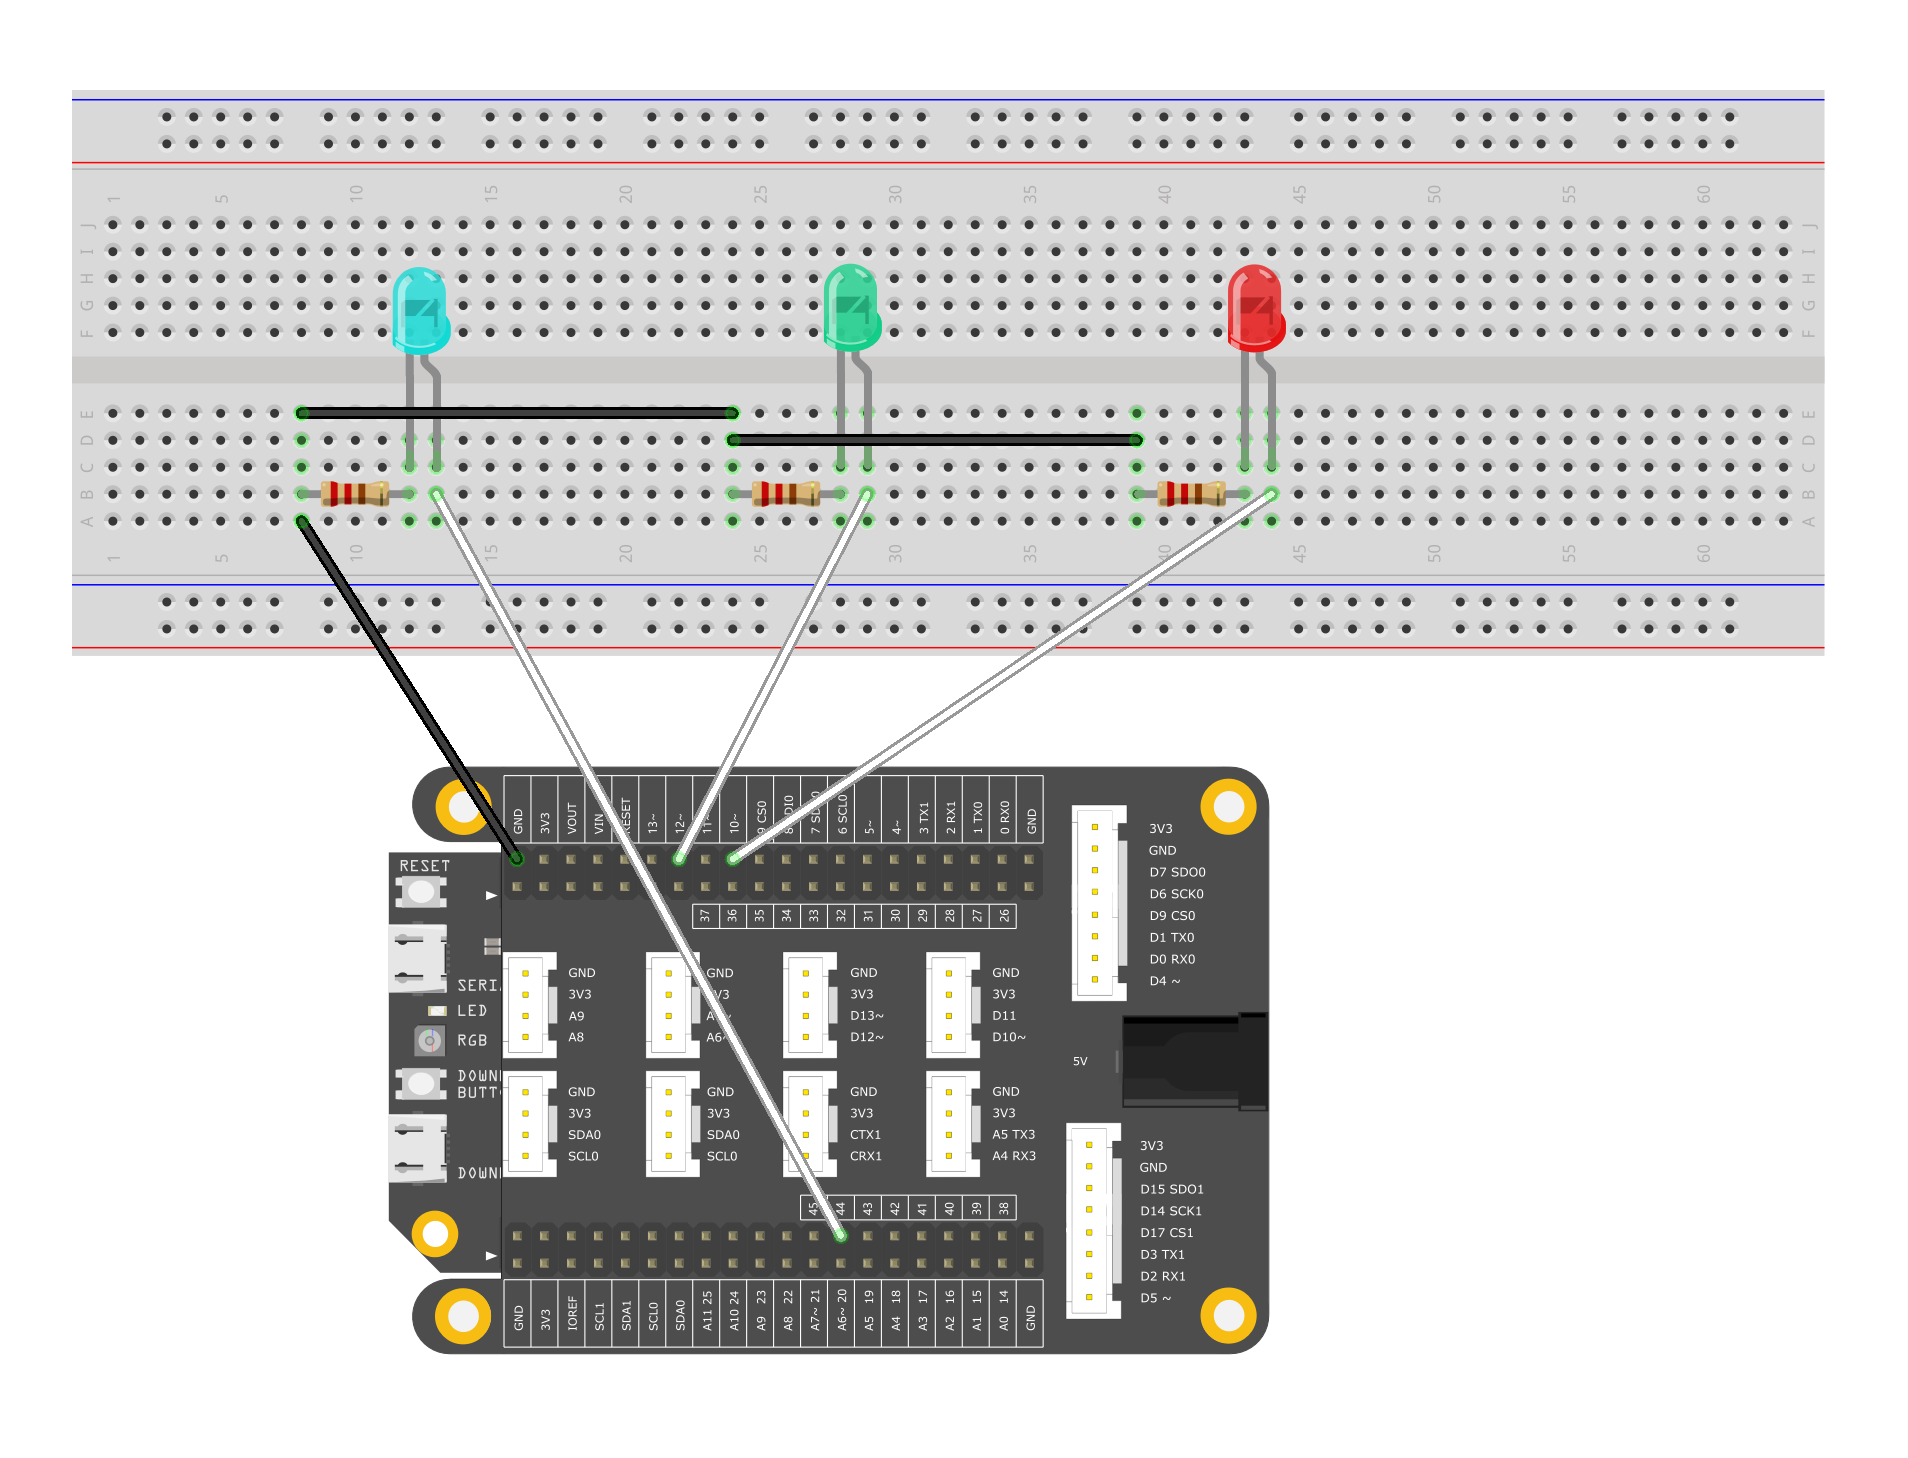 1 5 10 15 20 25 30 35 40 45 50 55 60
J J
I I
H H
G G
F F
E E
D D
C C
B B
A A
1 5 10 15 20 25 30 35 40 45 50 55 60
GND 3V3 VOUT VIN RESET 13~ 12~ 11~ 10~ 9 CS0 8 SDI0 7 SDO0 6 SCL0 5~ 4~ 3 TX1 2 RX1 1 TX0 0 RX0 GND
RESET
37 36 35 34 33 32 31 30 29 28 27 26
3V3
GND
D7 SDO0
D6 SCK0
D9 CS0
D1 TX0
D0 RX0
D4 ~
SERI
LED
RGB
DOWN
BUTT
DOWN
GND
3V3
A9
A8
GND
3V3
A6~
GND
3V3
D13~
D12~
GND
3V3
D11
D10~
5V
GND
3V3
SDA0
SCL0
GND
3V3
SDA0
SCL0
GND
3V3
CTX1
CRX1
GND
3V3
A5 TX3
A4 RX3
3V3
GND
D15 SDO1
D14 SCK1
D17 CS1
D3 TX1
D2 RX1
D5 ~
45 44 43 42 41 40 39 38
GND 3V3 IOREF SCL1 SDA1 SCL0 SDA0 A11 25 A10 24 A9 23 A8 22 A7~ 21 A6~ 20 A5 19 A4 18 A3 17 A2 16 A1 15 A0 14 GND